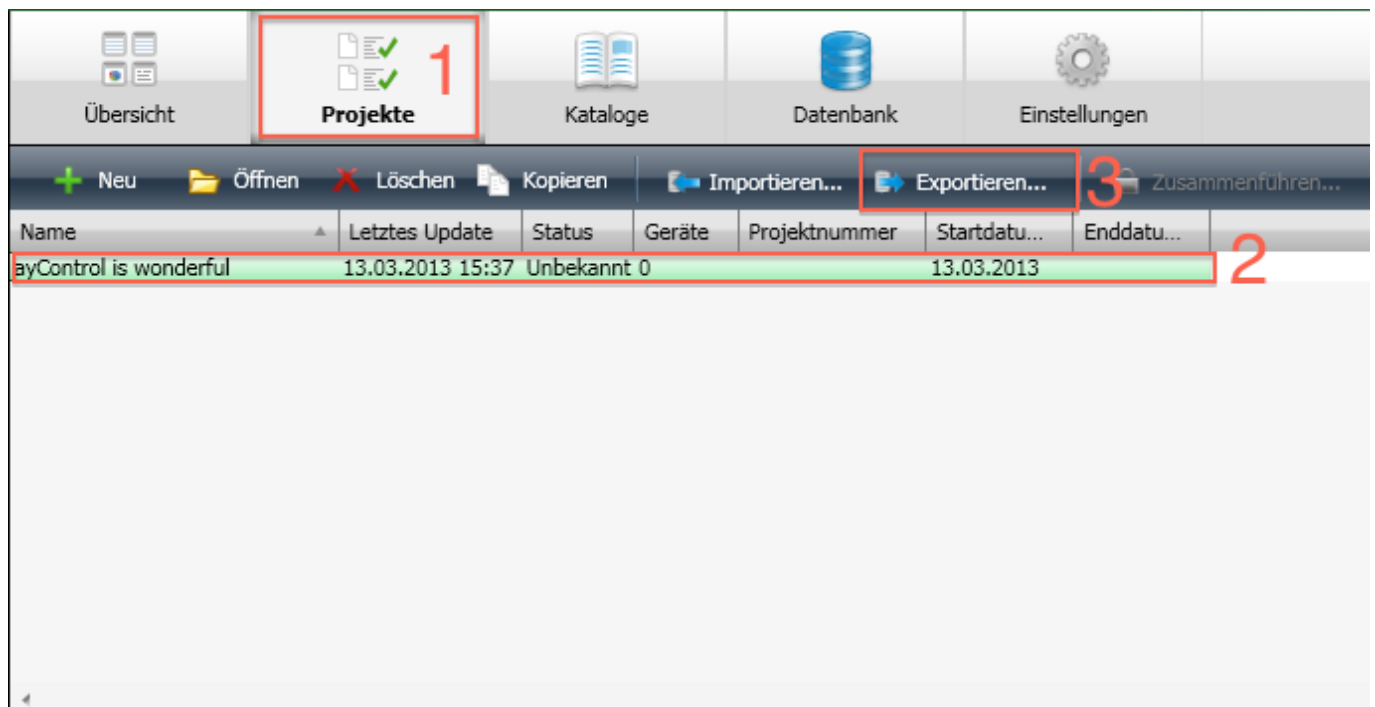 1
Übersicht Projekte Kataloge Datenbank Einstellungen
Neu Öffnen Löschen Kopieren Importieren... Exportieren... 3 Zusammenführen...
Name Letztes Update Status Geräte Projektnummer Startdatu... Enddatu...
ayControl is wonderful 13.03.2013 15:37 Unbekannt 0 13.03.2013 2